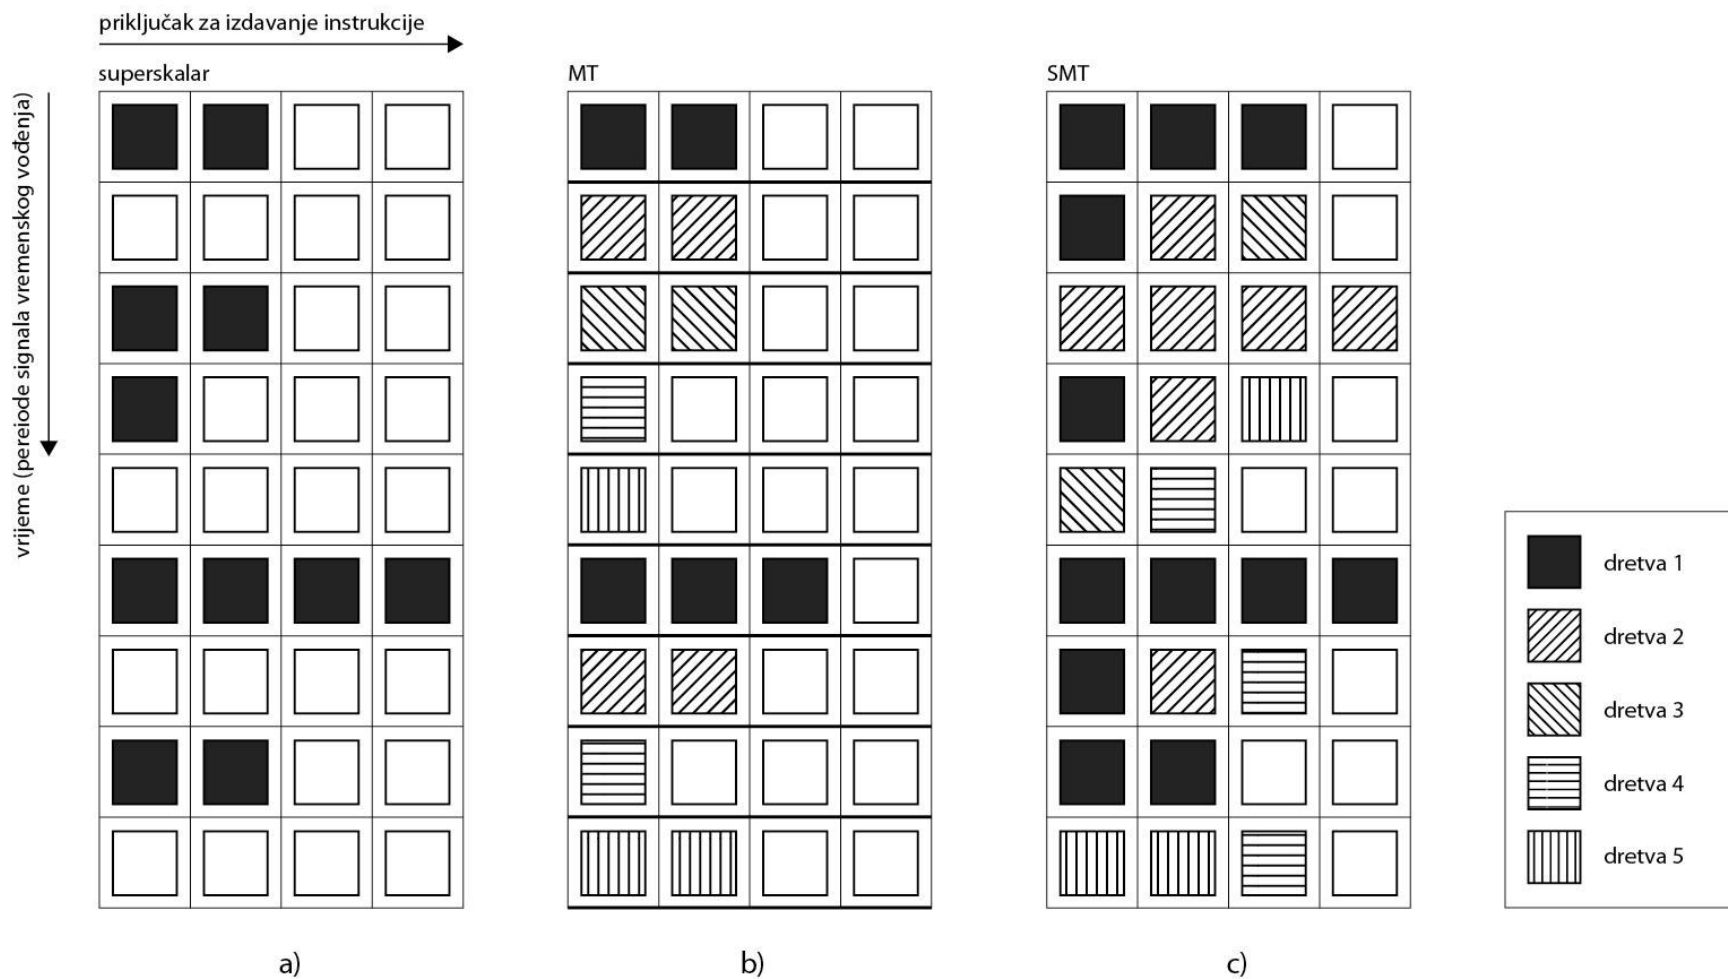 priključak za izdavanje instrukcije
superskalar
MT
SMT
vrijeme (pereiode signala vremenskog vođenja)
dretva 1
dretva 2
dretva 3
dretva 4
dretva 5
a)
b)
c)